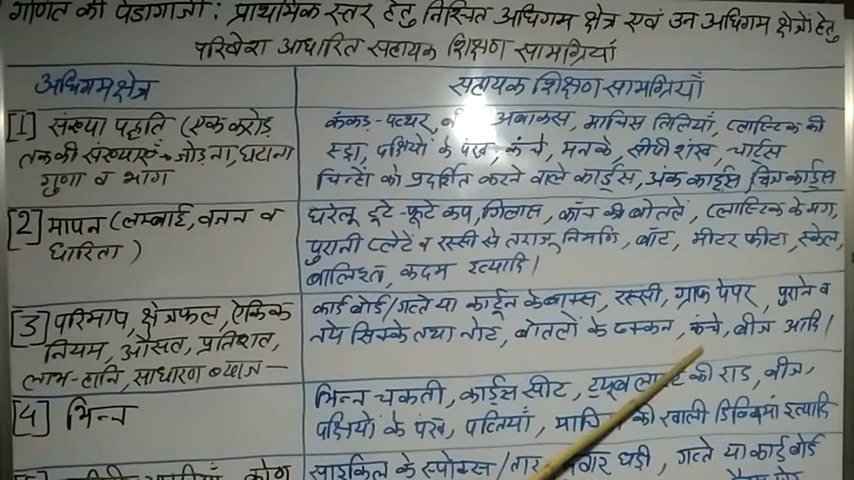 गणित की पेडागाजी: प्राथमिक स्तर हेतु निश्चित अधिगम क्षेत्र एवं उन अधिगम क्षेत्रों हेतु
परिवेश आधारित सहायक शिक्षण सामग्रियां
अधिगमक्षेत्र
सहायक शिक्षण सामग्रियाँ
[1] संख्या पद्दति (एक करोड़
तक की संख्याएं→ जोड़ना, घटाना
गुणा व भाग
कंकड़-पत्थर, अबाकस, माचिस तिलियाँ, प्लास्टिक की
स्ट्रा, पक्षियों के पंख, कंचे, मनके, सीपी शंख, चार्टस
चिन्हों को प्रदर्शित करने वाले कार्ड्स, अंक कार्ड्स, चित्र कार्ड्स
[2] मापन (लम्बाई, वजन व
धारिता)
घरेलू टूटे-फूटे कप, गिलास, काँच की बोतलें, प्लास्टिक के मग,
पुरानी प्लेटें व रस्सी से तराजू निर्माण, बाँट, मीटर फीटा, स्केल,
बालिश्त, कदम इत्यादि।
[3] परिमाप, क्षेत्रफल, ऐकिक
नियम, औसत, प्रतिशत,
लाभ-हानि, साधारण ब्याज—
कार्ड बोर्ड/गत्ते या कार्टून के बाक्स, रस्सी, ग्राफ पेपर, पुराने व
नये सिक्के तथा नोट, बोतलों के ढक्कन, कंचे, बीज आदि।
[4] भिन्न
भिन्न चकती, कार्ड्स सीट, ट्यूब लाइट की राड, बीज,
पक्षियों के पंख, पत्तियाँ, माचिस की खाली डिब्बियां इत्यादि
कोण
साइकिल के स्पोक्स/तार, घड़ी, गत्ते या कार्ड बोर्ड